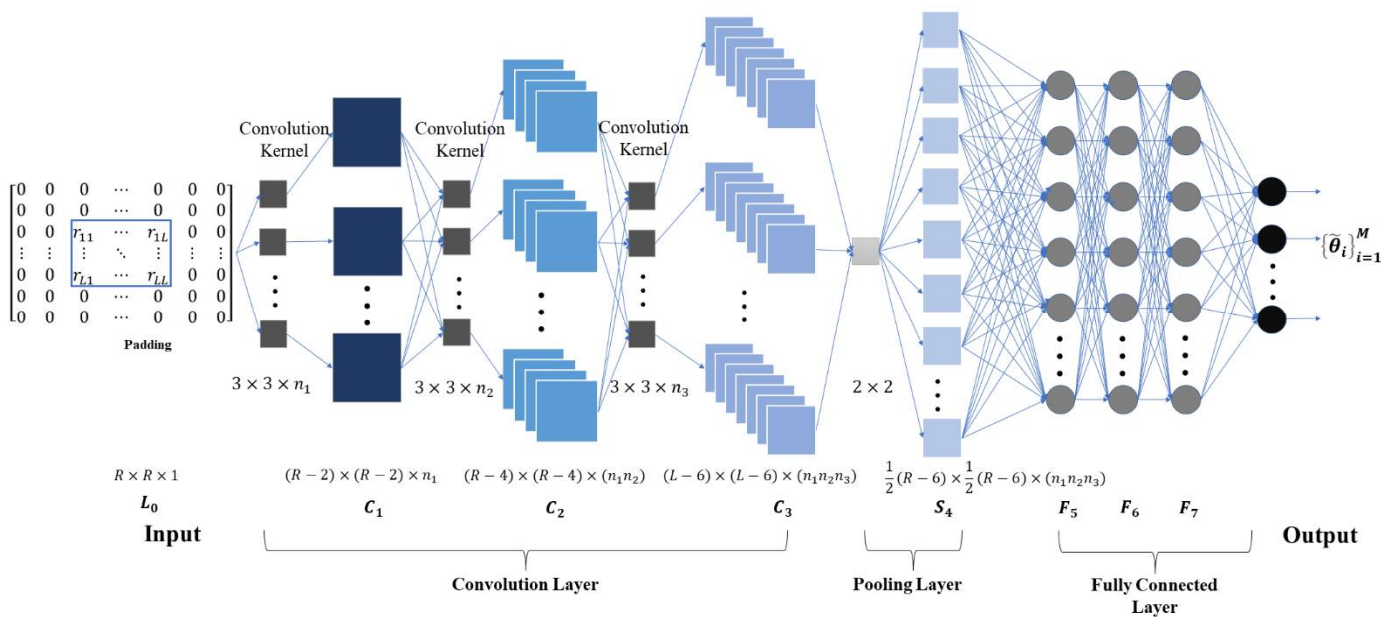 Convolution
Kernel
Convolution
Kernel
Convolution
Kernel
0 0 0 ⋯ 0 0 0
0 0 0 ⋯ 0 0 0
0 0 r₁₁ ⋯ r₁L 0 0
⋮ ⋮ ⋮ ⋱ ⋮ ⋮ ⋮
0 0 rL₁ ⋯ rLL 0 0
0 0 0 ⋯ 0 0 0
0 0 0 ⋯ 0 0 0
Padding
{θ̃ᵢ}ᵢ₌₁ᴹ
3 × 3 × n₁
3 × 3 × n₂
3 × 3 × n₃
2 × 2
R × R × 1
(R − 2) × (R − 2) × n₁
(R − 4) × (R − 4) × (n₁n₂)
(L − 6) × (L − 6) × (n₁n₂n₃)
1/2(R − 6) × 1/2(R − 6) × (n₁n₂n₃)
L₀
C₁
C₂
C₃
S₄
F₅
F₆
F₇
Input
Output
Convolution Layer
Pooling Layer
Fully Connected
Layer